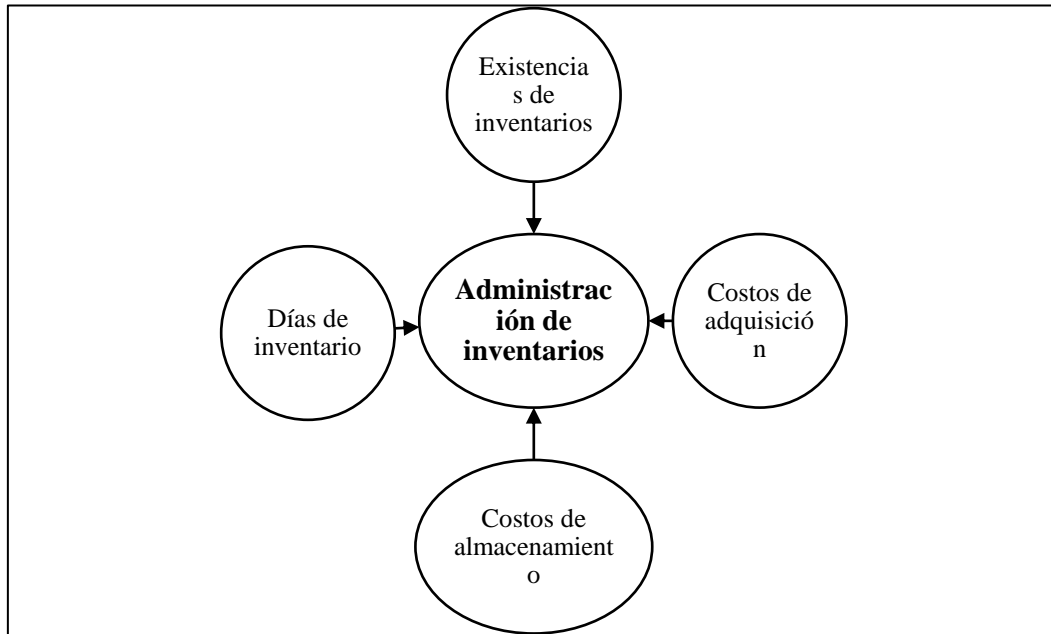 Existencia
s de
inventarios
Días de
inventario
Administrac
ión de
inventarios
Costos de
adquisició
n
Costos de
almacenamient
o